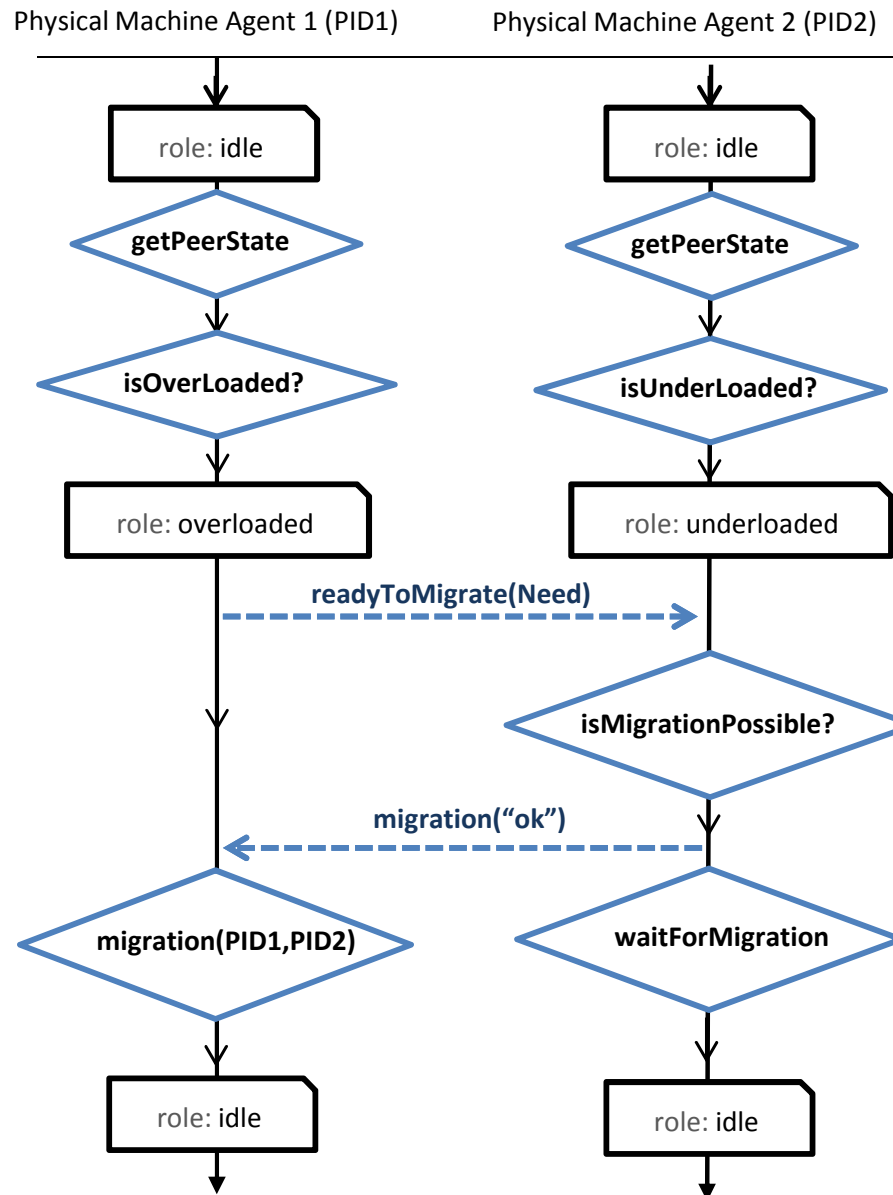 Physical Machine Agent 1 (PID1)
Physical Machine Agent 2 (PID2)
role: idle
role: idle
getPeerState
getPeerState
isOverLoaded?
isUnderLoaded?
role: overloaded
role: underloaded
readyToMigrate(Need)
isMigrationPossible?
migration(“ok”)
migration(PID1,PID2)
waitForMigration
role: idle
role: idle